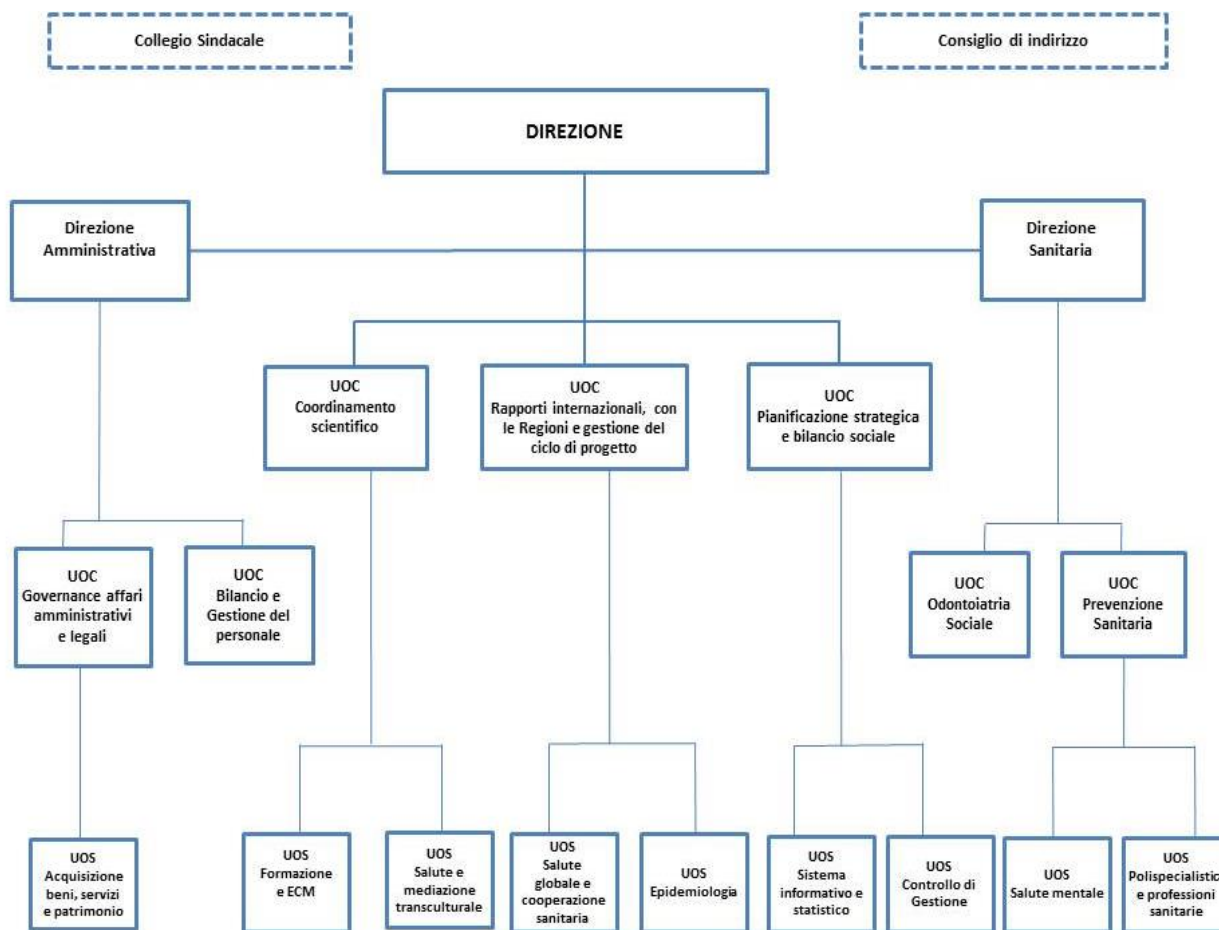 Collegio Sindacale
Consiglio di indirizzo
DIREZIONE
Direzione
Amministrativa
Direzione
Sanitaria
UOC
Coordinamento
scientifico
UOC
Rapporti internazionali, con
le Regioni e gestione del
ciclo di progetto
UOC
Pianificazione strategica
e bilancio sociale
UOC
Governance affari
amministrativi
e legali
UOC
Bilancio e
Gestione del
personale
UOC
Odontoiatria
Sociale
UOC
Prevenzione
Sanitaria
UOS
Acquisizione
beni, servizi
e patrimonio
UOS
Formazione
e ECM
UOS
Salute e
mediazione
transculturale
UOS
Salute
globale e
cooperazione
sanitaria
UOS
Epidemiologia
UOS
Sistema
informativo e
statistico
UOS
Controllo di
Gestione
UOS
Salute mentale
UOS
Polispecialistic
e professioni
sanitarie